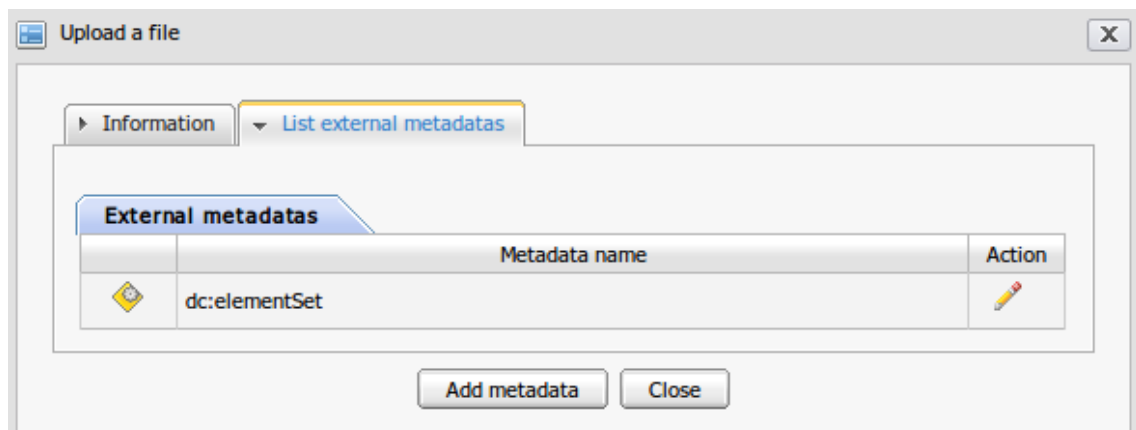 Upload a file
X
Information
List external metadatas
External metadatas
Metadata name
Action
dc:elementSet
Add metadata
Close